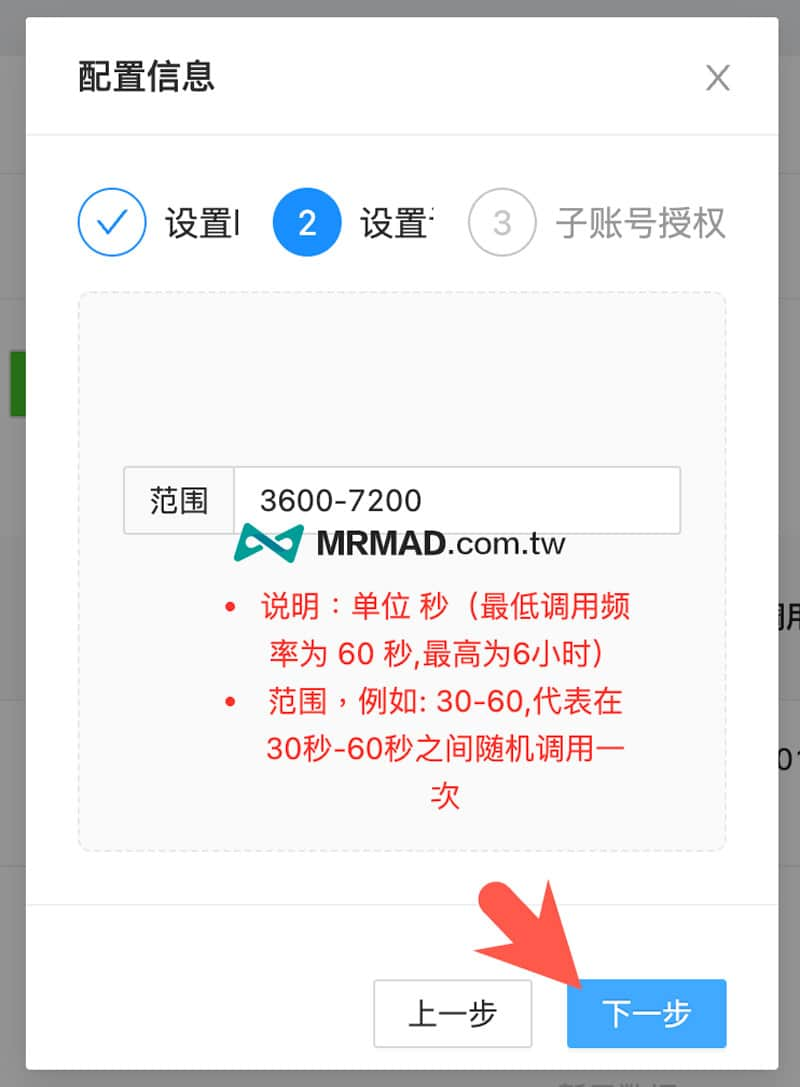 配置信息
设置
2
设置
3
子账号授权
范围
3600-7200
MRMAD.com.tw
• 说明：单位 秒（最低调用频
率为 60 秒,最高为6小时）
• 范围，例如: 30-60,代表在
30秒-60秒之间随机调用一
次
上一步
下一步